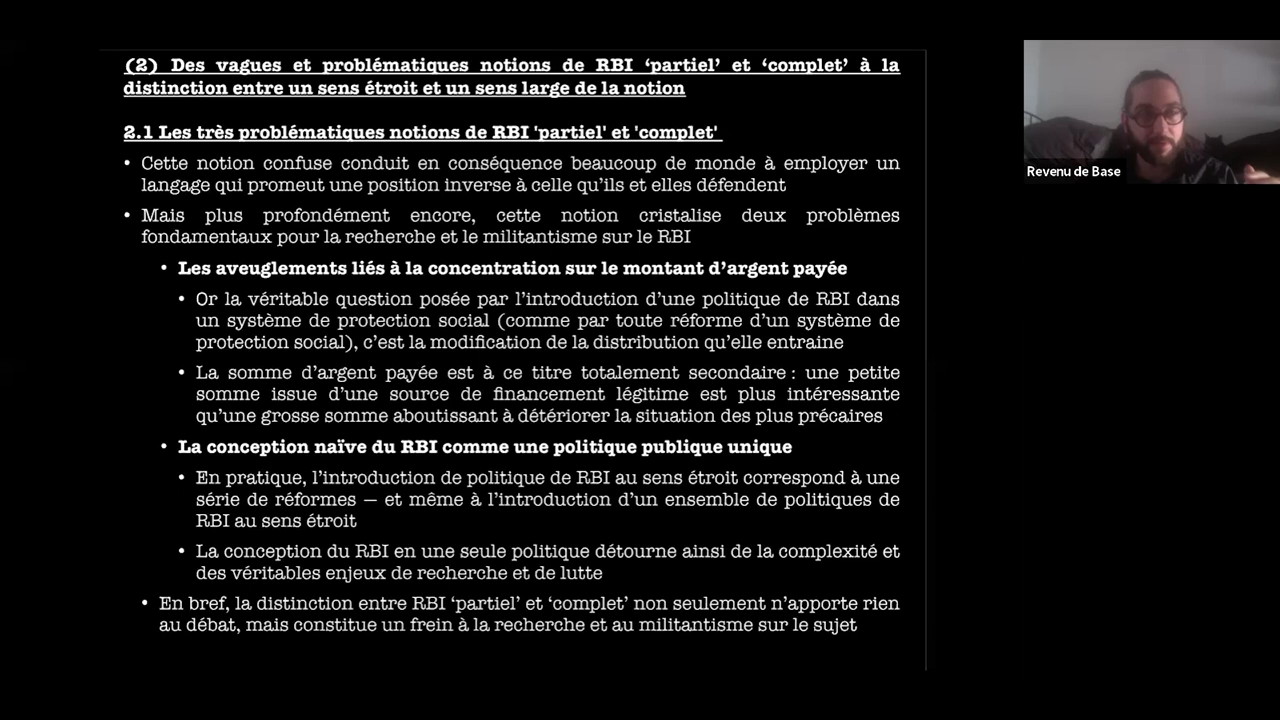 (2) Des vagues et problématiques notions de RBI ‘partiel’ et ‘complet’ à la
distinction entre un sens étroit et un sens large de la notion
2.1 Les très problématiques notions de RBI 'partiel' et 'complet'
• Cette notion confuse conduit en conséquence beaucoup de monde à employer un
langage qui promeut une position inverse à celle qu’ils et elles défendent
• Mais plus profondément encore, cette notion cristalise deux problèmes
fondamentaux pour la recherche et le militantisme sur le RBI
• Les aveuglements liés à la concentration sur le montant d’argent payée
• Or la véritable question posée par l’introduction d’une politique de RBI dans
un système de protection social (comme par toute réforme d’un système de
protection social), c’est la modification de la distribution qu’elle entraine
• La somme d’argent payée est à ce titre totalement secondaire : une petite
somme issue d’une source de financement légitime est plus intéressante
qu’une grosse somme aboutissant à détériorer la situation des plus précaires
• La conception naïve du RBI comme une politique publique unique
• En pratique, l’introduction de politique de RBI au sens étroit correspond à une
série de réformes – et même à l’introduction d’un ensemble de politiques de
RBI au sens étroit
• La conception du RBI en une seule politique détourne ainsi de la complexité et
des véritables enjeux de recherche et de lutte
• En bref, la distinction entre RBI ‘partiel’ et ‘complet’ non seulement n’apporte rien
au débat, mais constitue un frein à la recherche et au militantisme sur le sujet
Revenu de Base